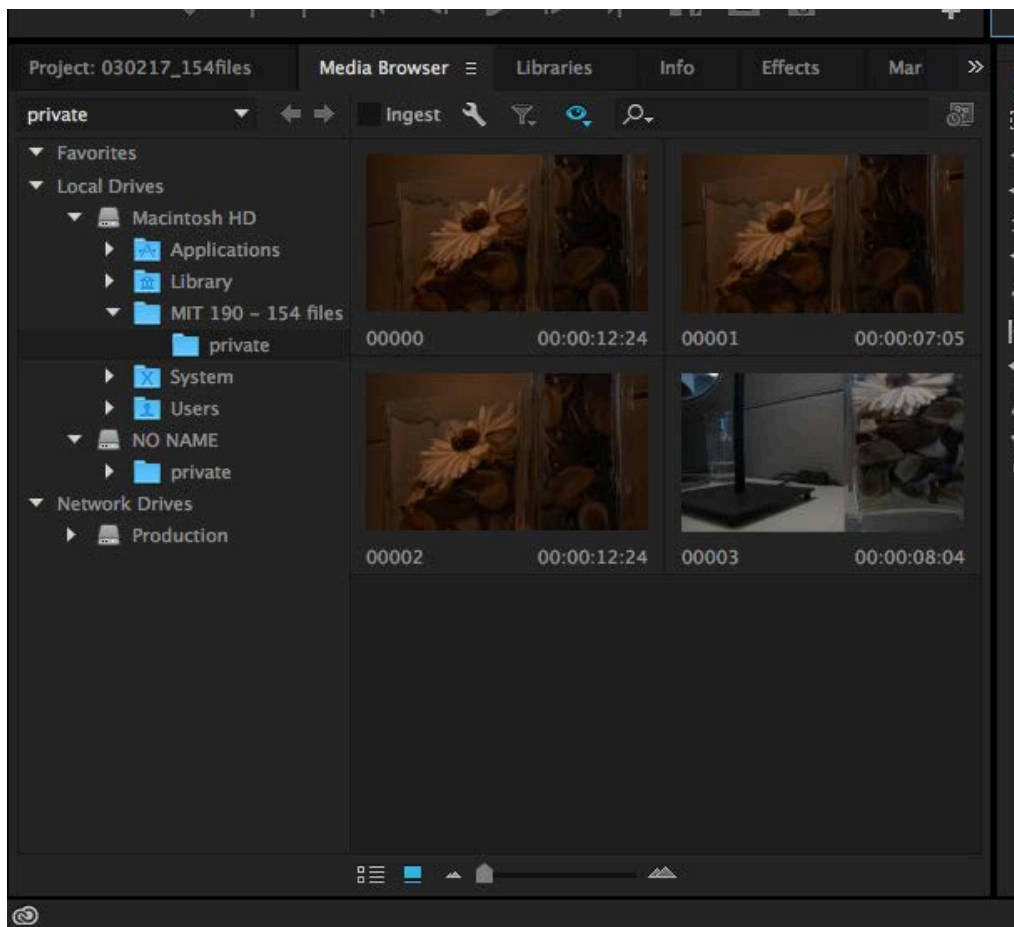 Project: 030217_154files Media Browser Libraries Info Effects Mar
private Ingest
Favorites
Local Drives
Macintosh HD
Applications
Library
MIT 190 – 154 files
private
System
Users
NO NAME
private
Network Drives
Production
00000 00:00:12:24 00001 00:00:07:05
00002 00:00:12:24 00003 00:00:08:04